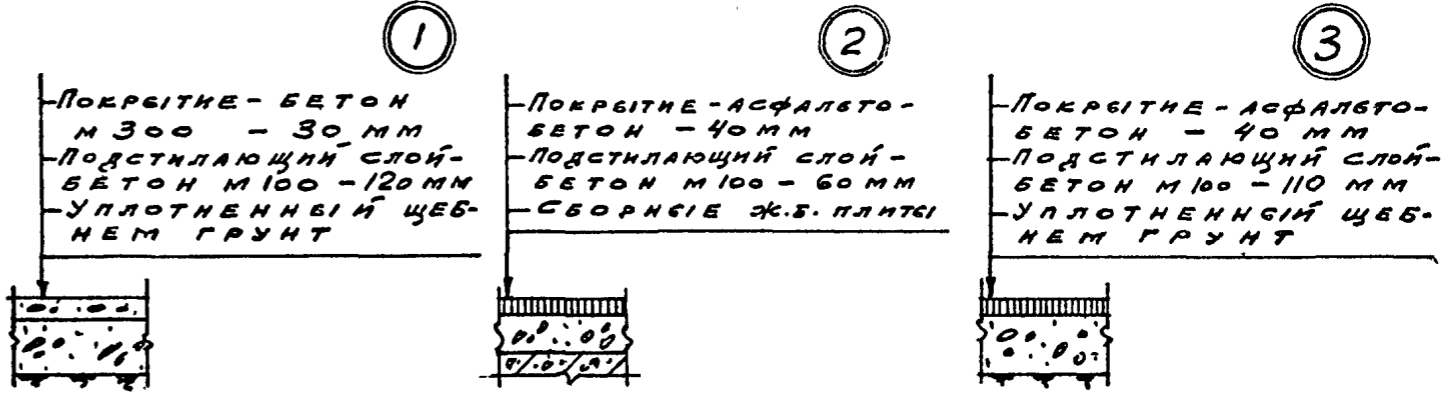 1
Покрытие - бетон
м 300 - 30 мм
Подстилающий слой-
бетон м 100 - 120 мм
Уплотненный щеб-
нем грунт
2
Покрытие - асфальто-
бетон - 40 мм
Подстилающий слой -
бетон м 100 - 60 мм
Сборные ж.б. плиты
3
Покрытие - асфальто-
бетон - 40 мм
Подстилающий слой-
бетон м 100 - 110 мм
Уплотненный щеб-
нем грунт